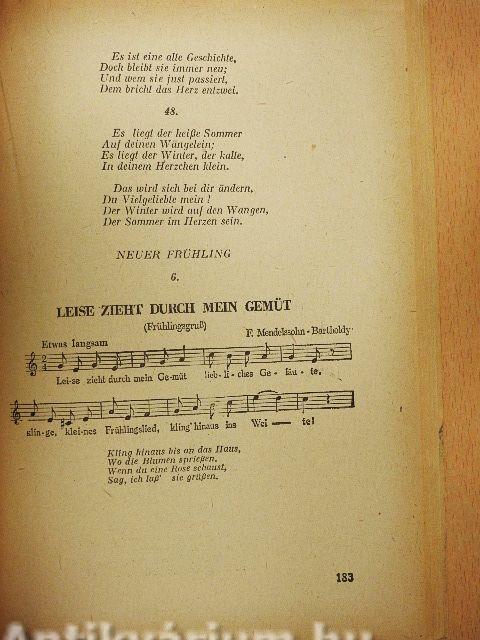 Es ist eine alte Geschichte,
Doch bleibt sie immer neu;
Und wem sie just passiert,
Dem bricht das Herz entzwei.
48.
Es liegt der heiße Sommer
Auf deinen Wängelein;
Es liegt der Winter, der kalte,
In deinem Herzchen klein.
Das wird sich bei dir ändern,
Du Vielgeliebte mein!
Der Winter wird auf den Wangen,
Der Sommer im Herzen sein.
NEUER FRÜHLING
6.
LEISE ZIEHT DURCH MEIN GEMÜT
(Frühlingsgruß)
F. Mendelssohn-Bartholdy
Etwas langsam
2
4
Lei-se zieht durch mein Ge-müt lieb-li-ches Ge-läu-te.
klin-ge, klei-nes Frühlingslied, kling' hinaus ins Wei — te!
Kling hinaus bis an das Haus,
Wo die Blumen sprießen.
Wenn du eine Rose schaust,
Sag, ich laß' sie grüßen.
183
Antikvárium.hu